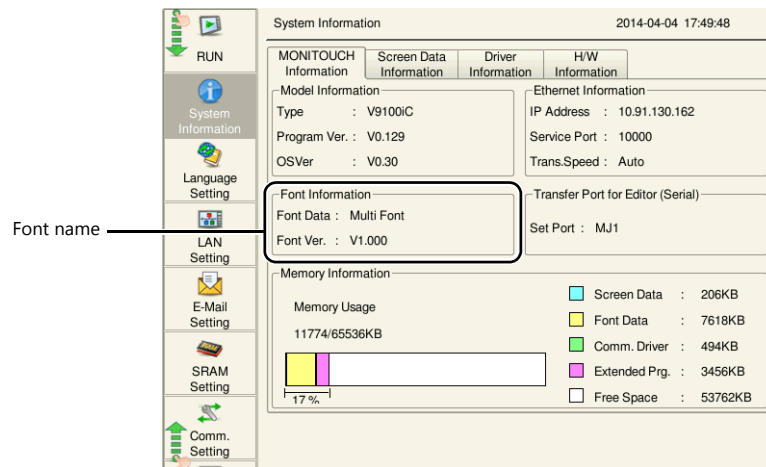 System Information 2014-04-04 17:49:48
RUN
System
Information
Language
Setting
LAN
Setting
E-Mail
Setting
SRAM
Setting
Comm.
Setting
Font name
MONITOUCH
Information
Screen Data
Information
Driver
Information
H/W
Information
Model Information
Type : V9100iC
Program Ver. : V0.129
OSVer : V0.30
Ethernet Information
IP Address : 10.91.130.162
Service Port : 10000
Trans.Speed : Auto
Font Information
Font Data : Multi Font
Font Ver. : V1.000
Transfer Port for Editor (Serial)
Set Port : MJ1
Memory Information
Memory Usage
11774/65536KB
17 %
Screen Data : 206KB
Font Data : 7618KB
Comm. Driver : 494KB
Extended Prg. : 3456KB
Free Space : 53762KB